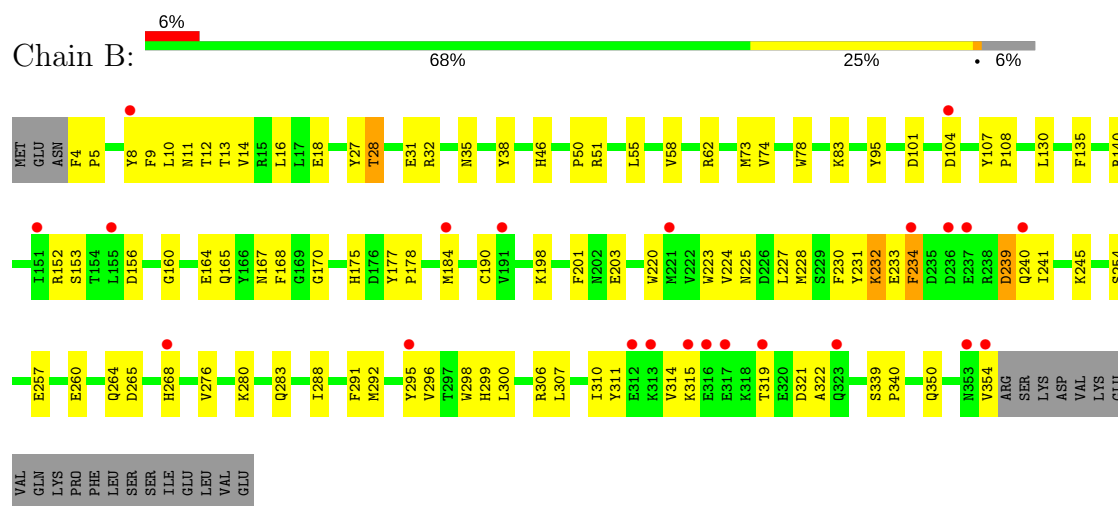 6%
Chain B:
68% 25% • 6%
MET GLU ASN F4 P5 Y8 F9 L10 N11 T12 T13 V14 R15 L16 L17 E18 Y27 T28 E31 R32 N35 Y38 H46 P50 R51 L55 V58 R62 M73 V74 W78 K83 Y95 D101 D104 Y107 P108 L130 F135
I151 R152 S153 T154 L155 D156 G160 E164 Q165 Y166 N167 F168 G169 G170 H175 D176 Y177 P178 M184 C190 V191 K198 F201 N202 E203 W220 M221 V222 W223 V224 N225 D226 L227 M228 S229 F230 Y231 K232 E233 F234 D235 D236 E237 R238 D239 Q240 I241 K245 S254
E257 E260 Q264 D265 H268 V276 K280 Q283 I288 F291 M292 Y295 V296 T297 W298 H299 L300 R306 L307 I310 Y311 E312 K313 V314 K315 E316 E317 K318 T319 E320 D321 A322 Q323 S339 P340 Q350 N353 V354 ARG SER LYS ASP VAL LYS GLU
VAL GLN LYS PRO PHE LEU SER SER ILE GLU LEU VAL GLU